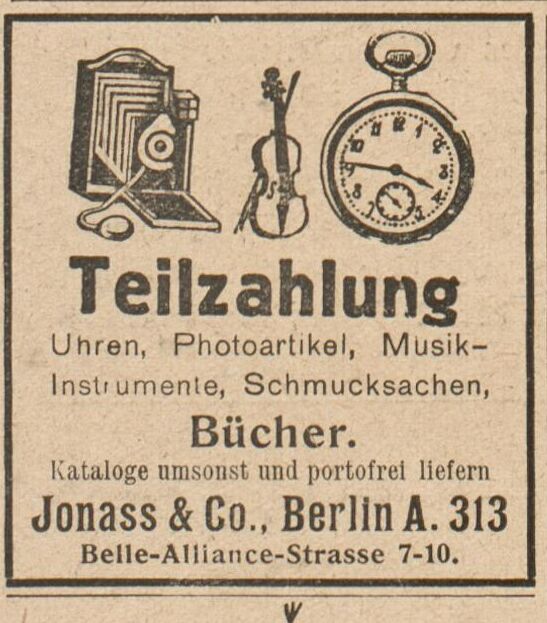 Teilzahlung
Uhren, Photoartikel, Musik-
Instrumente, Schmucksachen,
Bücher.
Kataloge umsonst und portofrei liefern
Jonass & Co., Berlin A. 313
Belle-Alliance-Strasse 7-10.